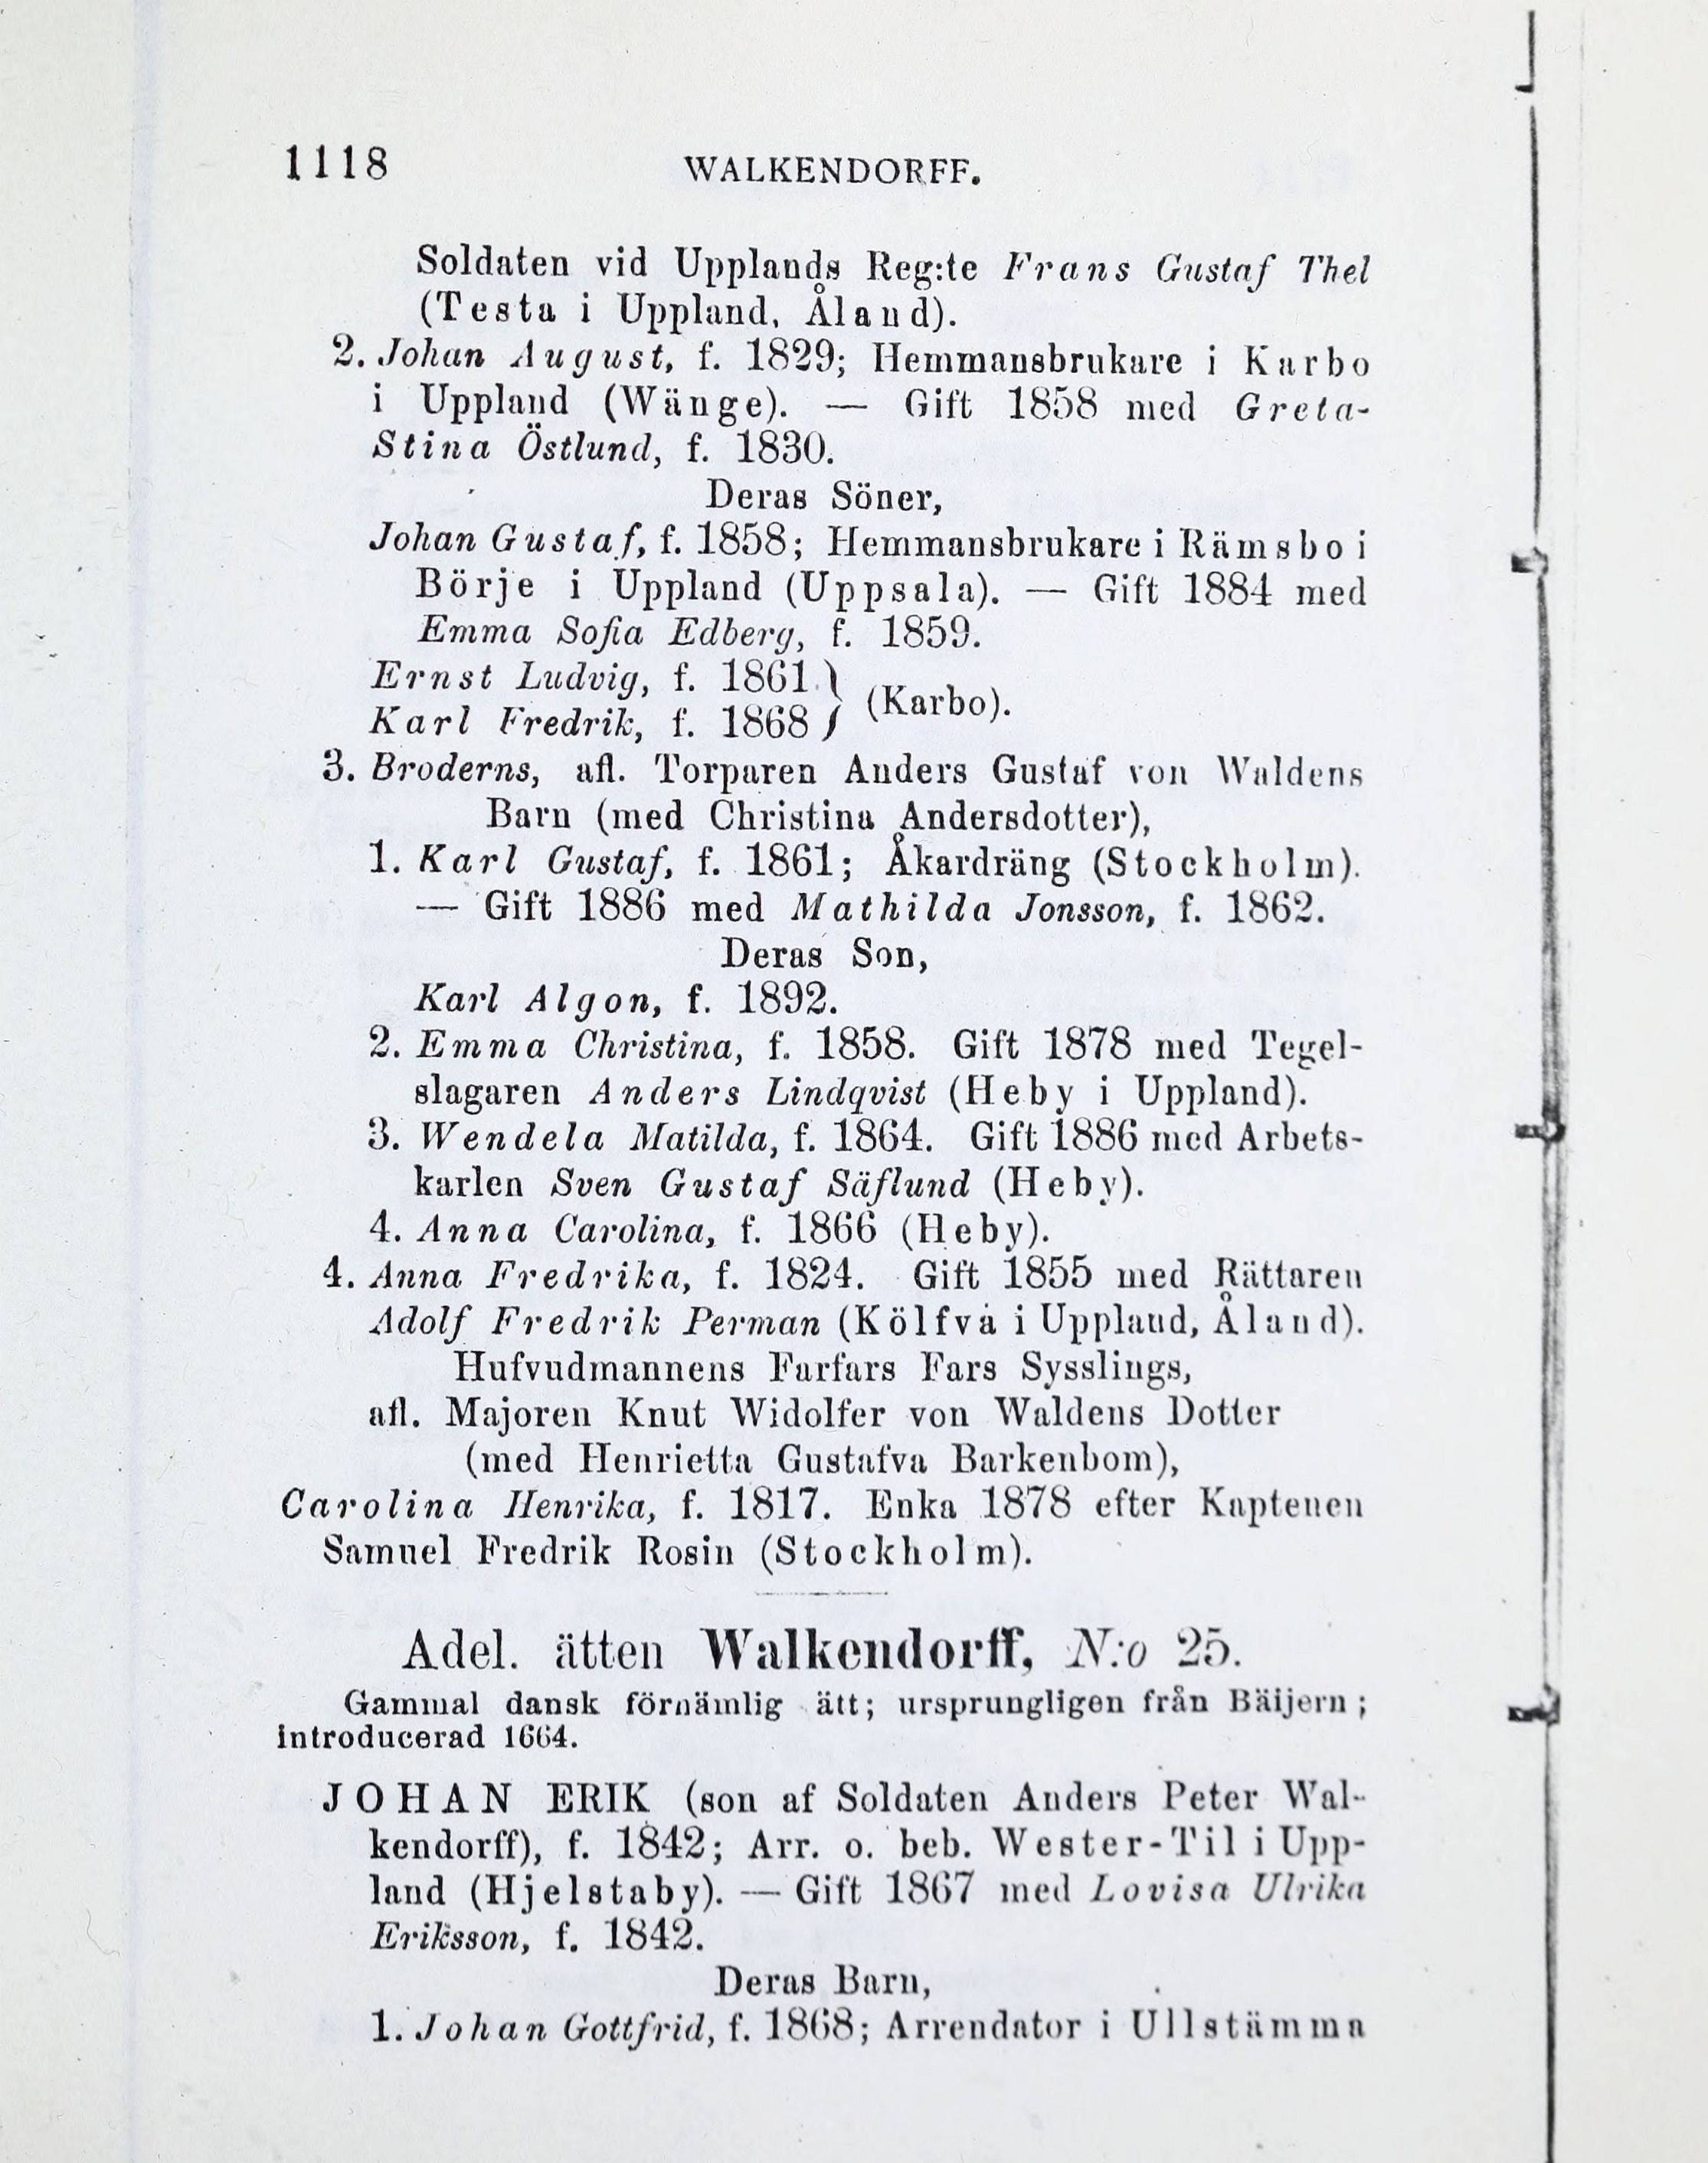 1118 WALKENDORFF.
Soldaten vid Upplands Reg:te Frans Gustaf Thel
(Testa i Uppland, Åland).
2. Johan August, f. 1829; Hemmansbrukare i Karbo
i Uppland (Wänge). — Gift 1858 med Greta-
Stina Östlund, f. 1830.
Deras Söner,
Johan Gustaf, f. 1858; Hemmansbrukare i Rämsbo i
Börje i Uppland (Uppsala). — Gift 1884 med
Emma Sofia Edberg, f. 1859.
Ernst Ludvig, f. 1861 } (Karbo).
Karl Fredrik, f. 1868 }
3. Broderns, afl. Torparen Anders Gustaf von Waldens
Barn (med Christina Andersdotter),
1. Karl Gustaf, f. 1861; Åkardräng (Stockholm).
— Gift 1886 med Mathilda Jonsson, f. 1862.
Deras Son,
Karl Algon, f. 1892.
2. Emma Christina, f. 1858. Gift 1878 med Tegel-
slagaren Anders Lindqvist (Heby i Uppland).
3. Wendela Matilda, f. 1864. Gift 1886 med Arbets-
karlen Sven Gustaf Säflund (Heby).
4. Anna Carolina, f. 1866 (Heby).
4. Anna Fredrika, f. 1824. Gift 1855 med Rättaren
Adolf Fredrik Perman (Kölfva i Uppland, Åland).
Hufvudmannens Farfars Fars Sysslings,
afl. Majoren Knut Widolfer von Waldens Dotter
(med Henrietta Gustafva Barkenbom),
Carolina Henrika, f. 1817. Enka 1878 efter Kaptenen
Samuel Fredrik Rosin (Stockholm).
Adel. ätten Walkendorff, N:o 25.
Gammal dansk förnämlig ätt; ursprungligen från Bäijern;
introducerad 1664.
JOHAN ERIK (son af Soldaten Anders Peter Wal-
kendorff), f. 1842; Arr. o. beb. Wester-Til i Upp-
land (Hjelstaby). — Gift 1867 med Lovisa Ulrika
Eriksson, f. 1842.
Deras Barn,
1. Johan Gottfrid, f. 1868; Arrendator i Ullstämma